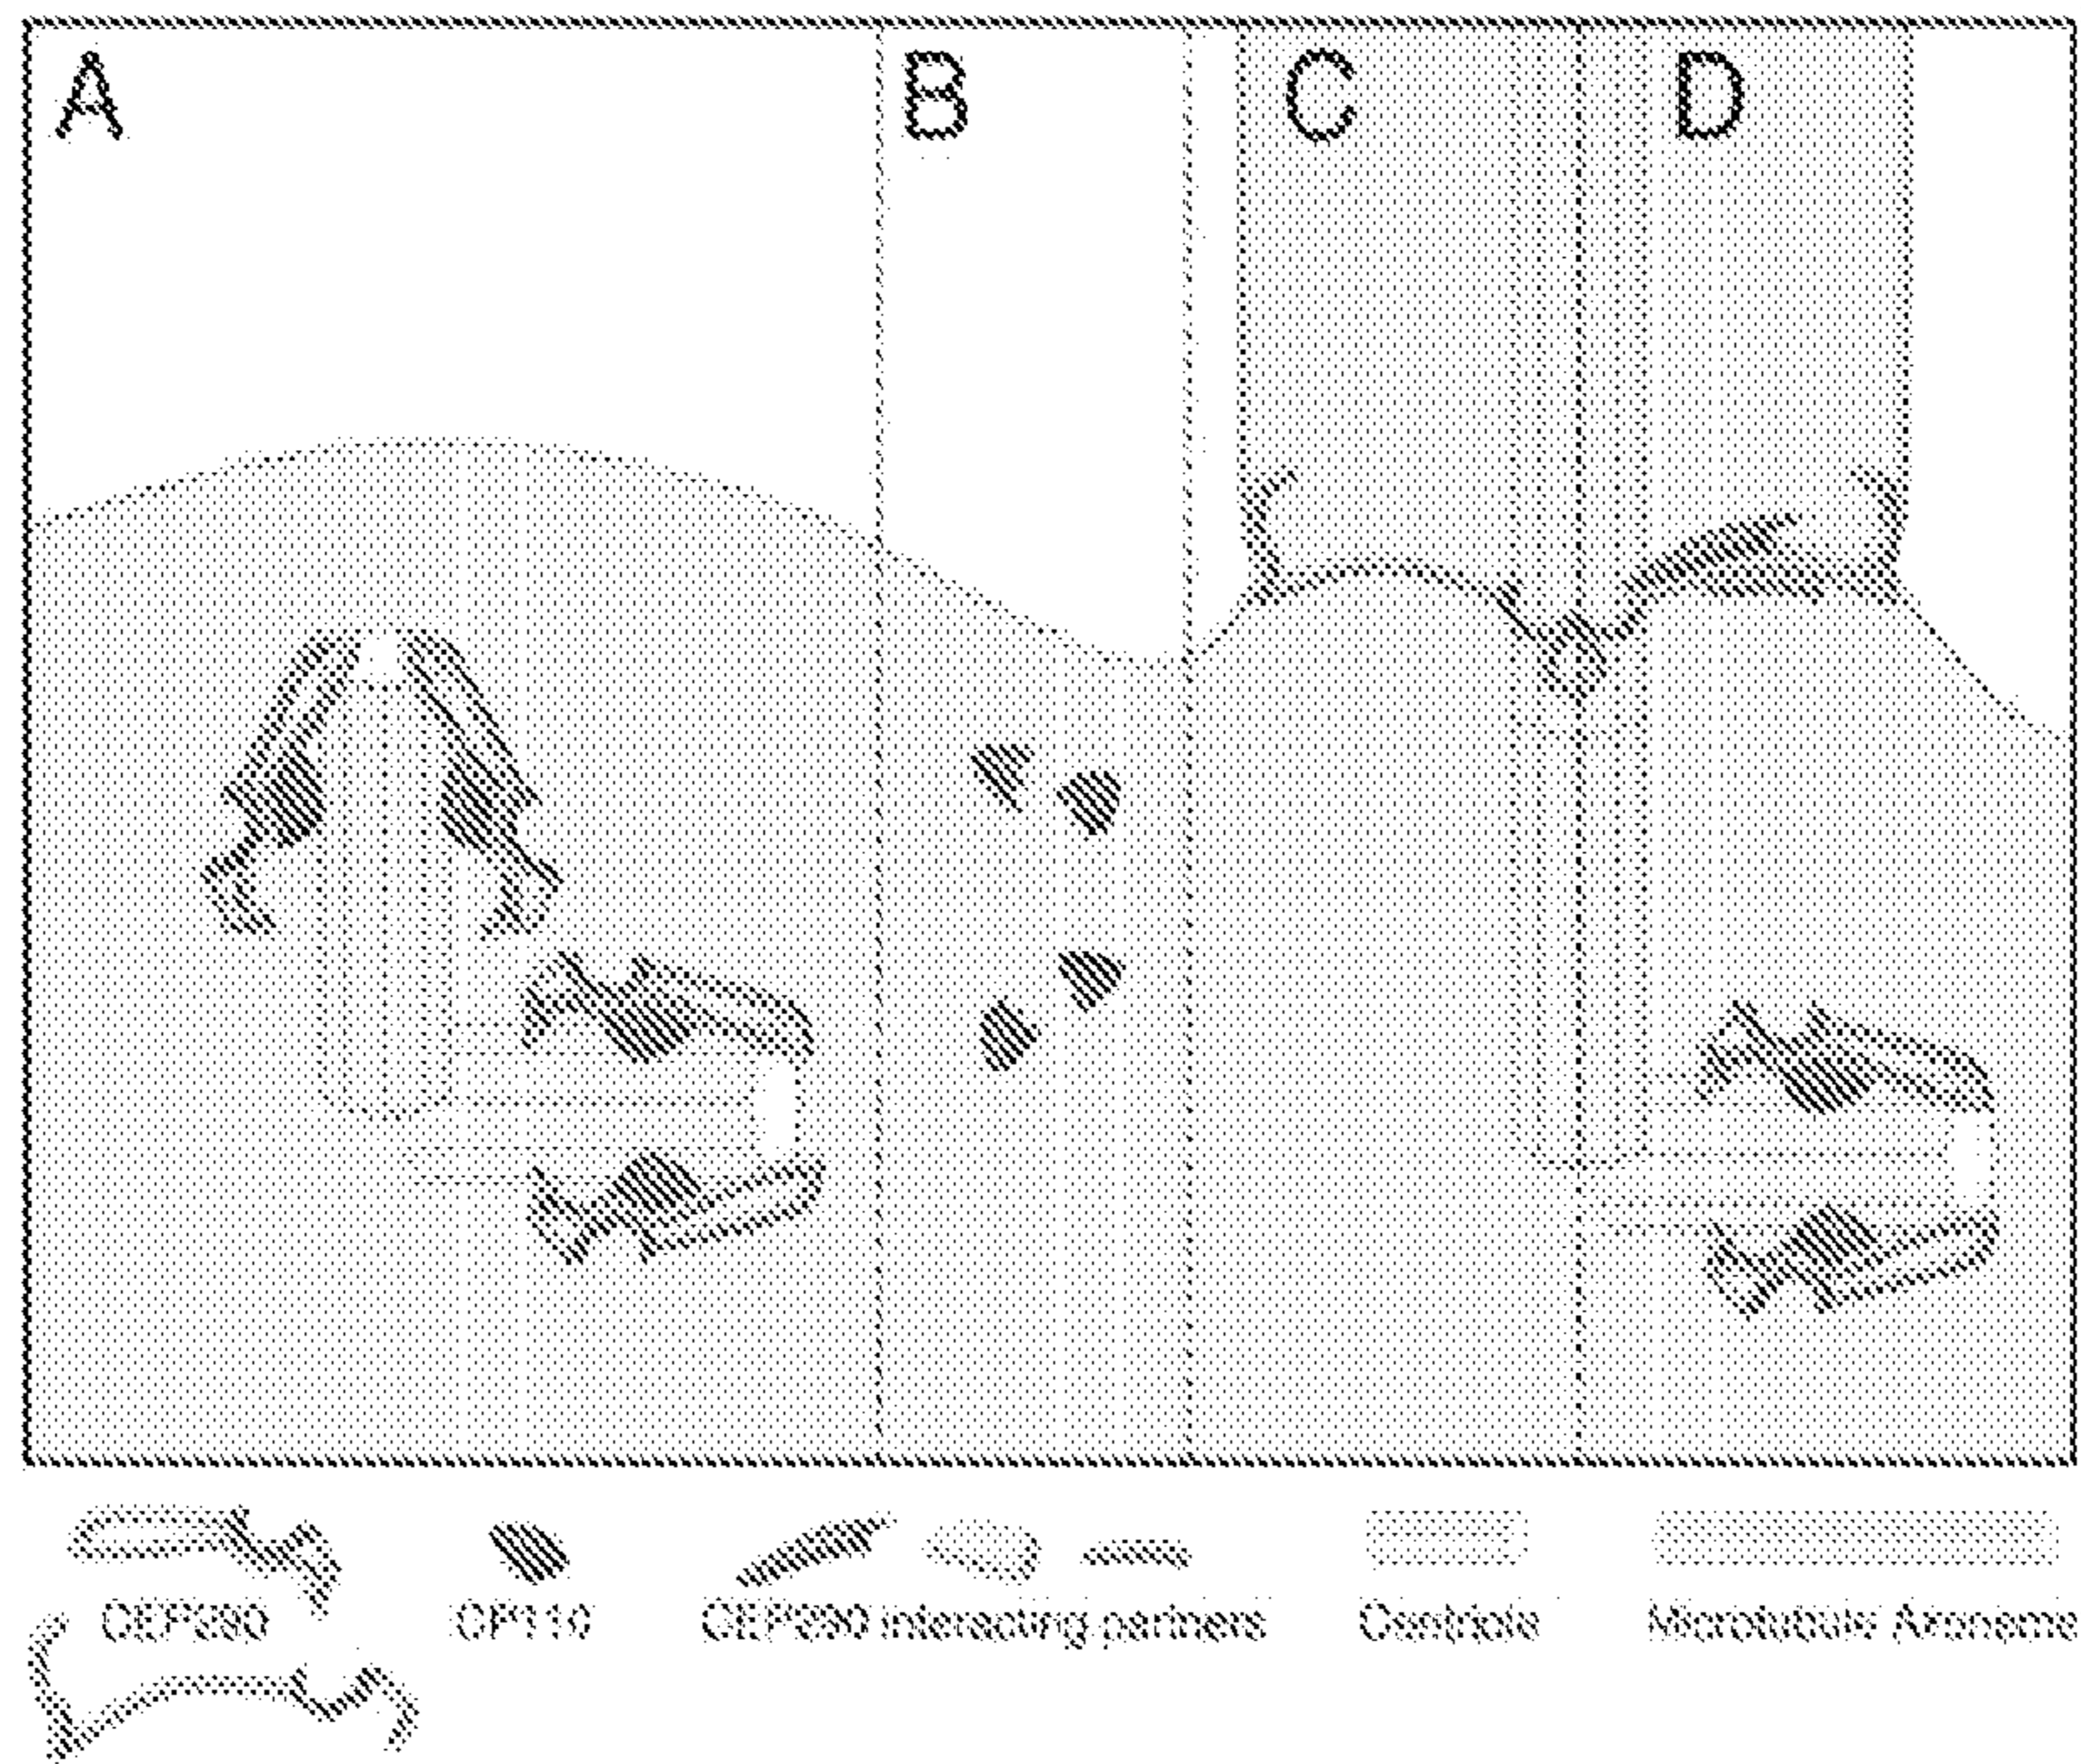 A B C D
CEP290 CP110 CEP290 interacting partners Centriole Microtubule Axoneme